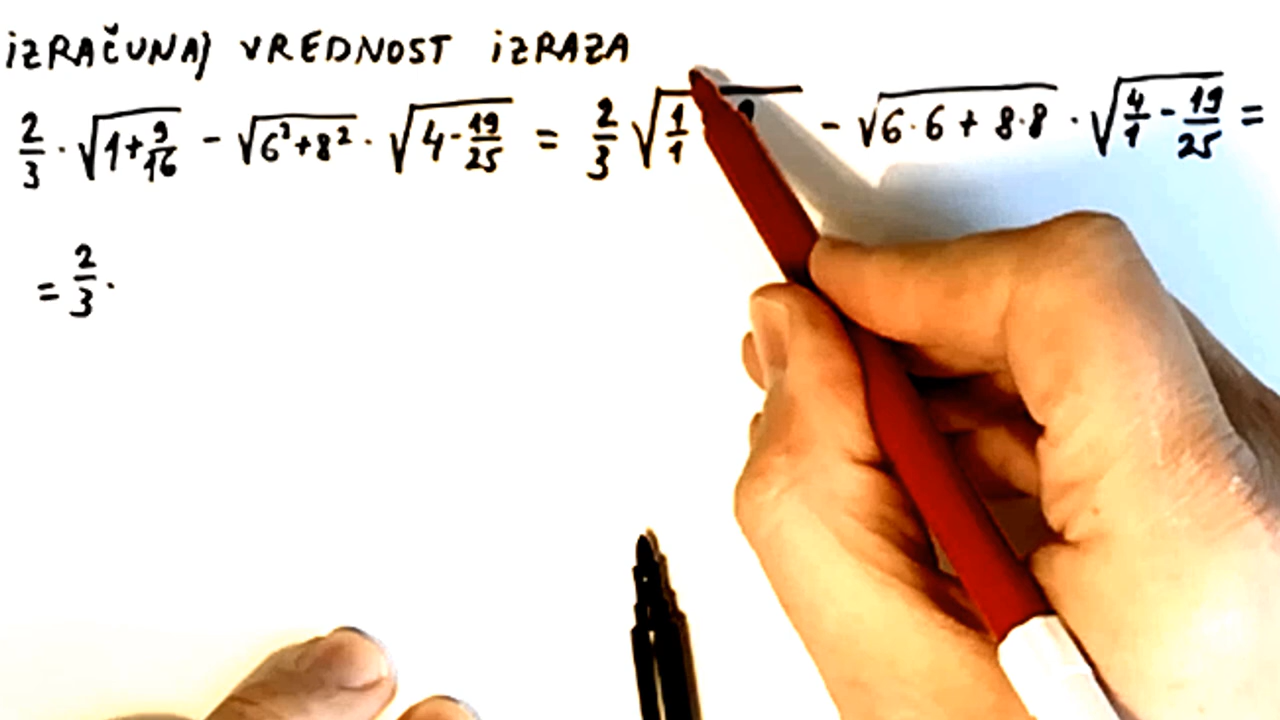 IZRAČUNAJ VREDNOST IZRAZA
2/3 · √(1+9/16) - √(6²+8²) · √(4-19/25) = 2/3 √(1/1 9 - √(6·6 + 8·8) · √(4/1 - 19/25) =
= 2/3 ·